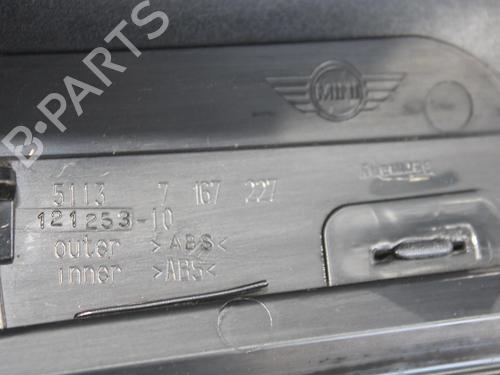 B-PARTS
MINI
5113 7 167 227
121253-10
outer >ABS<
inner >ABS<